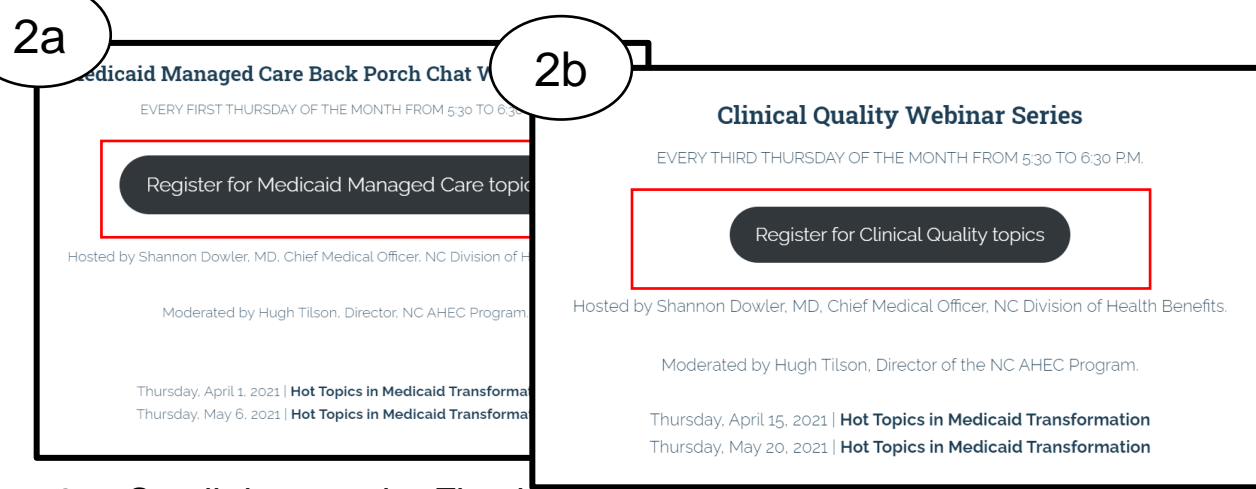 2a
Medicaid Managed Care Back Porch Chat
EVERY FIRST THURSDAY OF THE MONTH FROM 5:30 TO
Register for Medicaid Managed Care
Hosted by Shannon Dowler, MD, Chief Medical Officer, NC Division of
Moderated by Hugh Tilson, Director, NC AHEC Program.
Thursday, April 1, 2021 | Hot Topics in Medicaid
Thursday, May 6, 2021 | Hot Topics in Medicaid
2b
Clinical Quality Webinar Series
EVERY THIRD THURSDAY OF THE MONTH FROM 5:30 TO 6:30 P.M.
Register for Clinical Quality topics
Hosted by Shannon Dowler, MD, Chief Medical Officer, NC Division of Health Benefits.
Moderated by Hugh Tilson, Director of the NC AHEC Program.
Thursday, April 15, 2021 | Hot Topics in Medicaid Transformation
Thursday, May 20, 2021 | Hot Topics in Medicaid Transformation